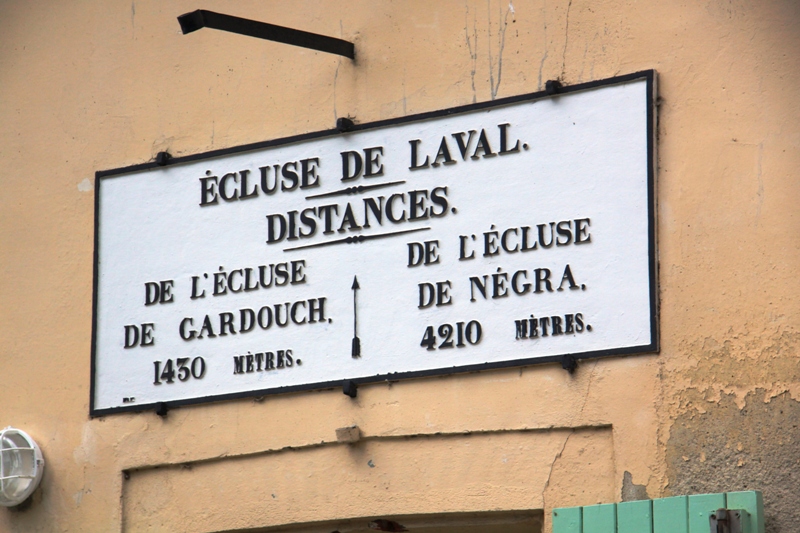 ÉCLUSE DE LAVAL.
DISTANCES.
DE L'ÉCLUSE
DE GARDOUCH,
1430 MÈTRES.
DE L'ÉCLUSE
DE NÉGRA,
4210 MÈTRES.